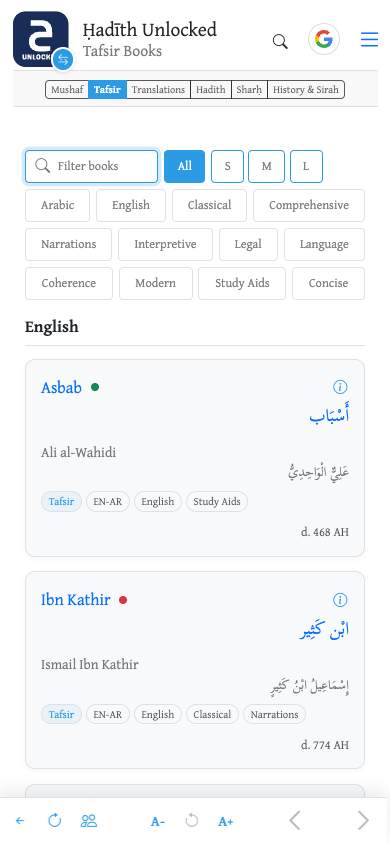 UNLOCK
Ḥadīth Unlocked
Tafsir Books
Mushaf Tafsir Translations Hadith Sharḥ History & Sirah
Filter books All S M L
Arabic English Classical Comprehensive
Narrations Interpretive Legal Language
Coherence Modern Study Aids Concise
English
Asbab
أَسْبَاب
Ali al-Wahidi
عَلِيٌّ الْوَاحِدِيُّ
Tafsir EN-AR English Study Aids
d. 468 AH
Ibn Kathir
ابْن كَثِير
Ismail Ibn Kathir
إِسْمَاعِيلُ ابْنُ كَثِيرٍ
Tafsir EN-AR English Classical Narrations
d. 774 AH
A- A+